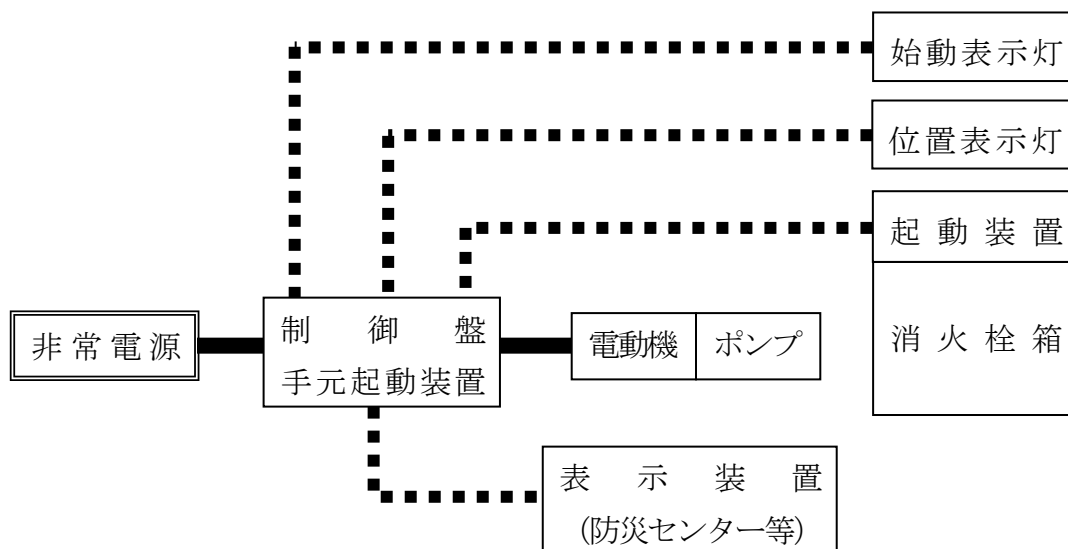 始動表示灯
位置表示灯
起動装置
消火栓箱
非常電源
制御盤
手元起動装置
電動機
ポンプ
表示装置
(防災センター等)